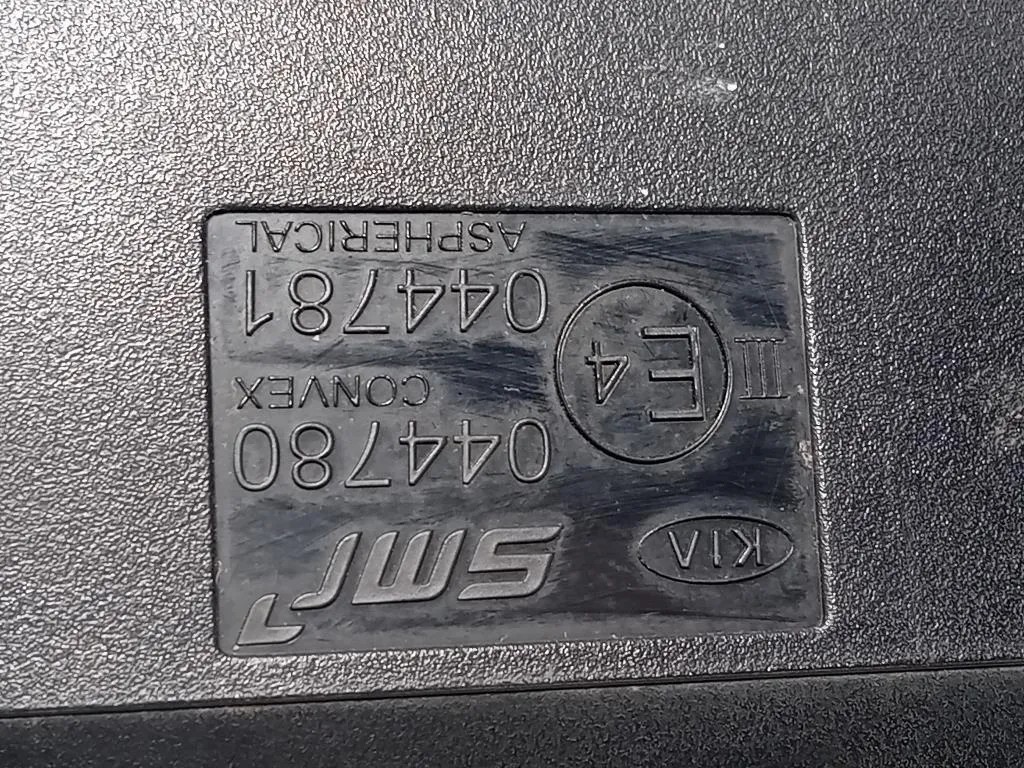 KIA SMR
044780
III E4 CONVEX
044781
ASPHERICAL